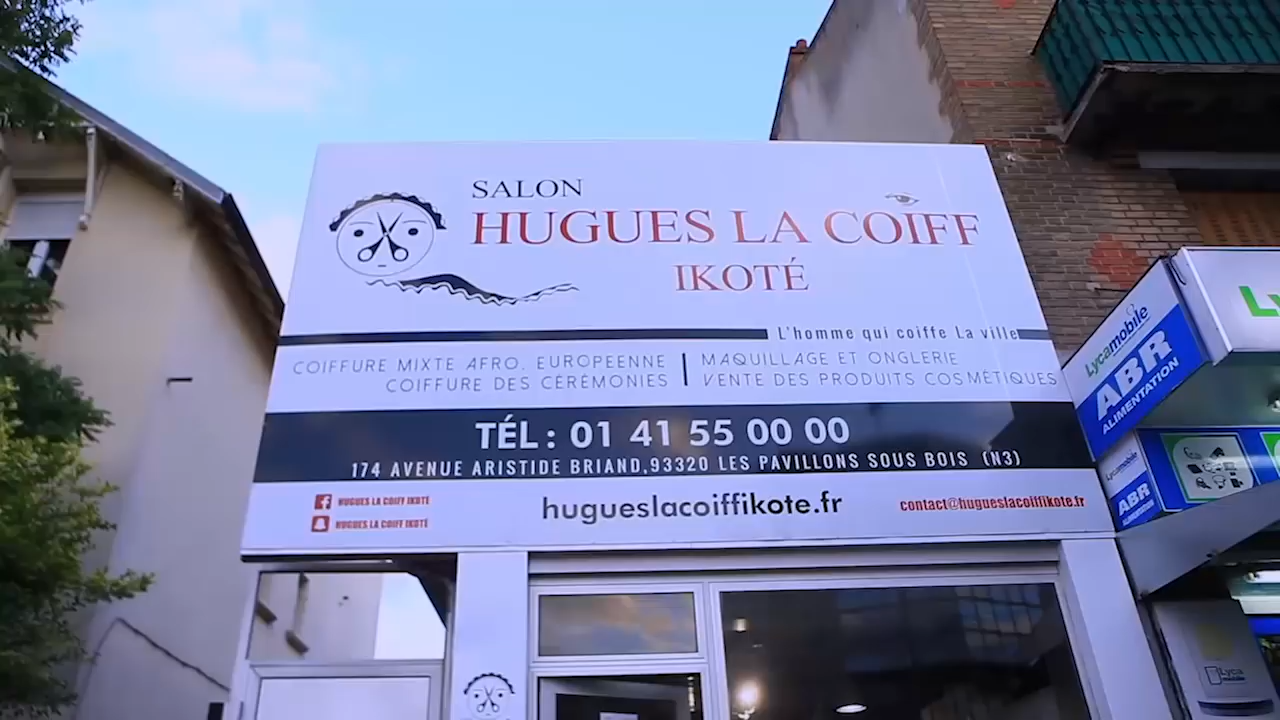 SALON
HUGUES LA COIFF
IKOTÉ
L'homme qui coiffe La ville
COIFFURE MIXTE AFRO. EUROPEENNE
COIFFURE DES CÉRÉMONIES
MAQUILLAGE ET ONGLERIE
VENTE DES PRODUITS COSMÉTIQUES
TÉL: 01 41 55 00 00
174 AVENUE ARISTIDE BRIAND,93320 LES PAVILLONS SOUS BOIS (N3)
HUGUES LA COIFF IKOTÉ
HUGUES LA COIFF IKOTÉ
hugueslacoiffikote.fr
contact@hugueslacoiffikote.fr
Lycamobile
ABR
ALIMENTATION
Lycamobile
ABR
ALIMENTATION
Lyca
mobile